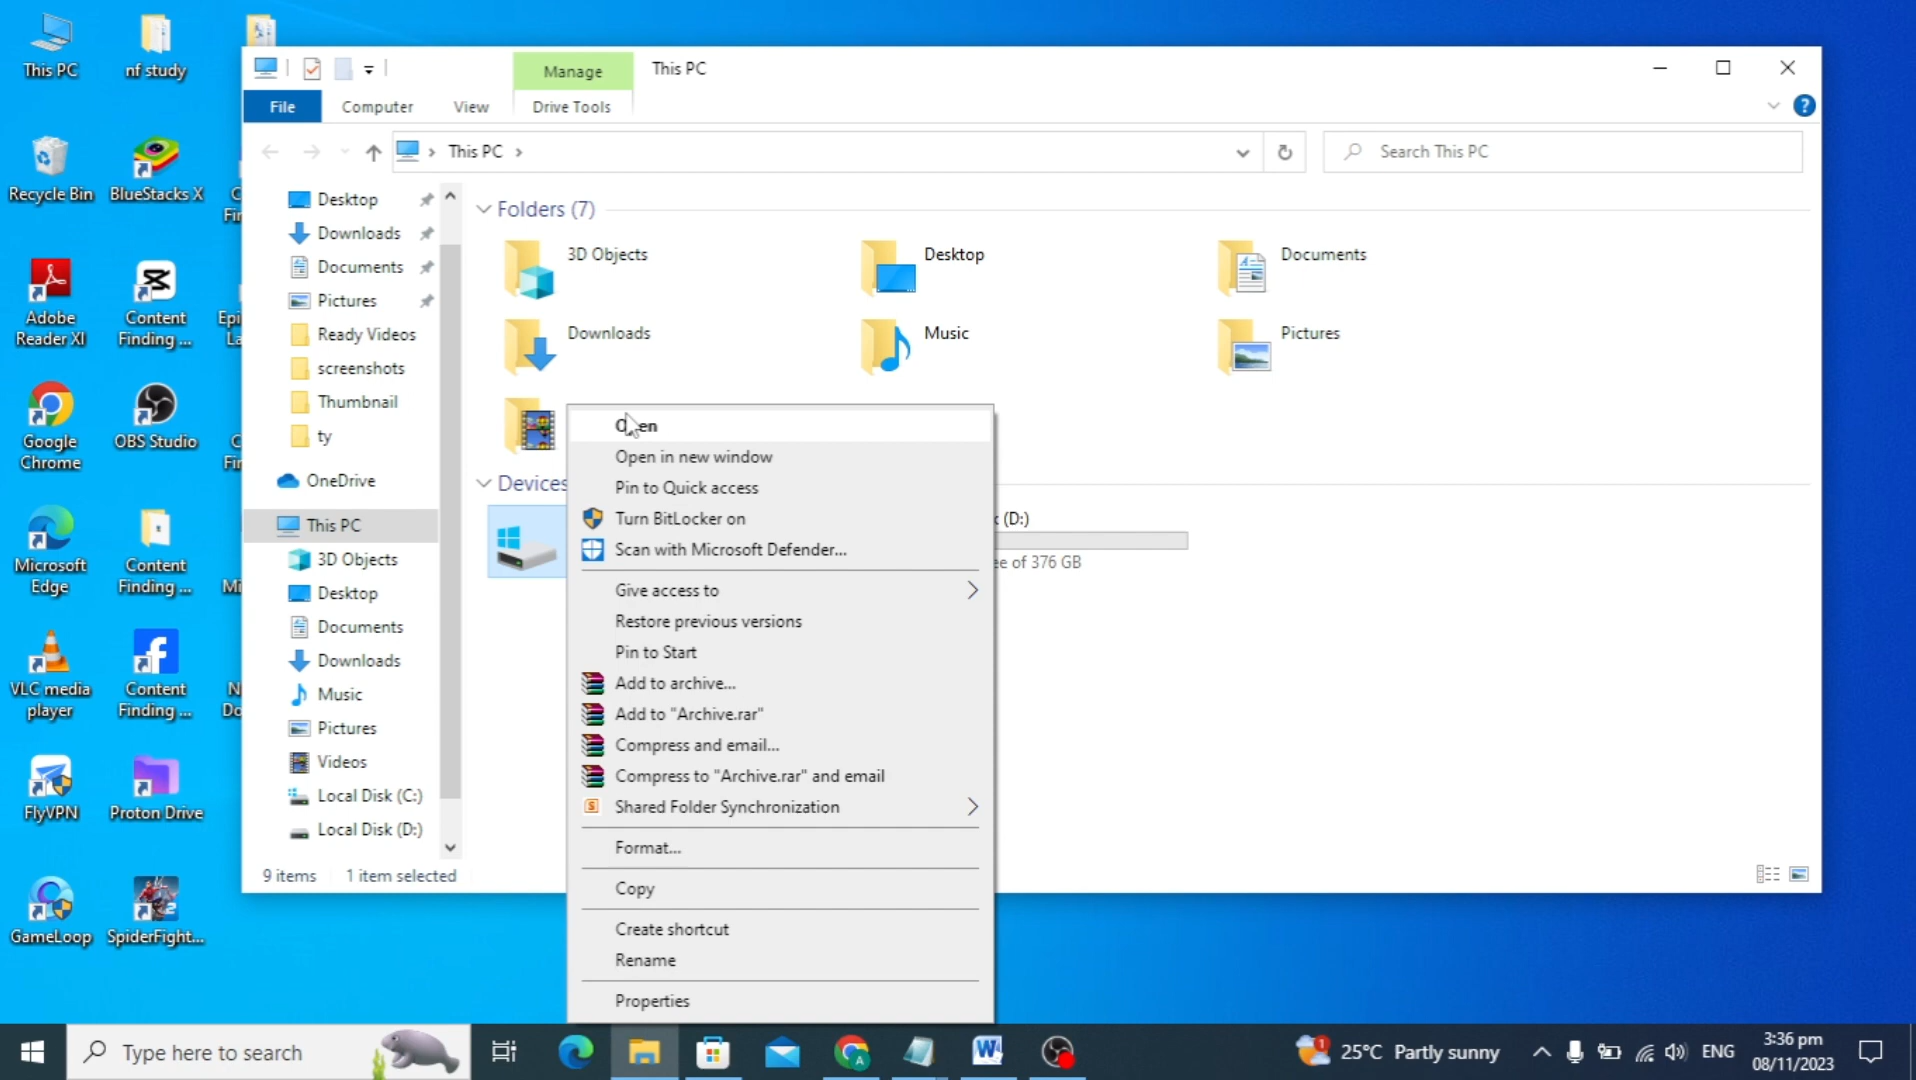 This PC
nf study
Recycle Bin
BlueStacks X
Adobe
Reader XI
Content
Finding ...
Google
Chrome
OBS Studio
Microsoft
Edge
Content
Finding ...
VLC media
player
Content
Finding ...
FlyVPN
Proton Drive
GameLoop
SpiderFight...
Manage
This PC
File
Computer
View
Drive Tools
This PC
Search This PC
Desktop
Downloads
Documents
Pictures
Ready Videos
screenshots
Thumbnail
ty
OneDrive
This PC
3D Objects
Desktop
Documents
Downloads
Music
Pictures
Videos
Local Disk (C:)
Local Disk (D:)
Folders (7)
3D Objects
Desktop
Documents
Downloads
Music
Pictures
Devices
(D:)
of 376 GB
Open
Open in new window
Pin to Quick access
Turn BitLocker on
Scan with Microsoft Defender...
Give access to
Restore previous versions
Pin to Start
Add to archive...
Add to "Archive.rar"
Compress and email...
Compress to "Archive.rar" and email
Shared Folder Synchronization
Format...
Copy
Create shortcut
Rename
Properties
9 items
1 item selected
Type here to search
25°C Partly sunny
ENG
3:36 pm
08/11/2023